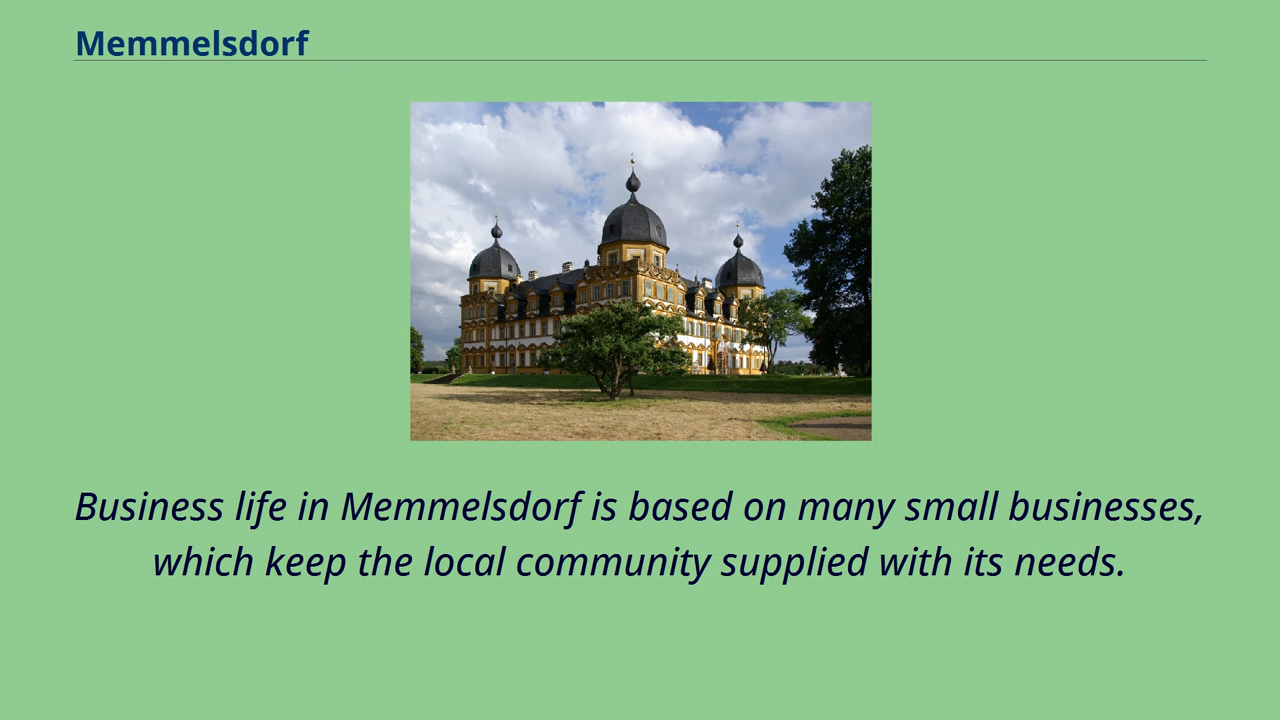 Memmelsdorf
Business life in Memmelsdorf is based on many small businesses,
which keep the local community supplied with its needs.